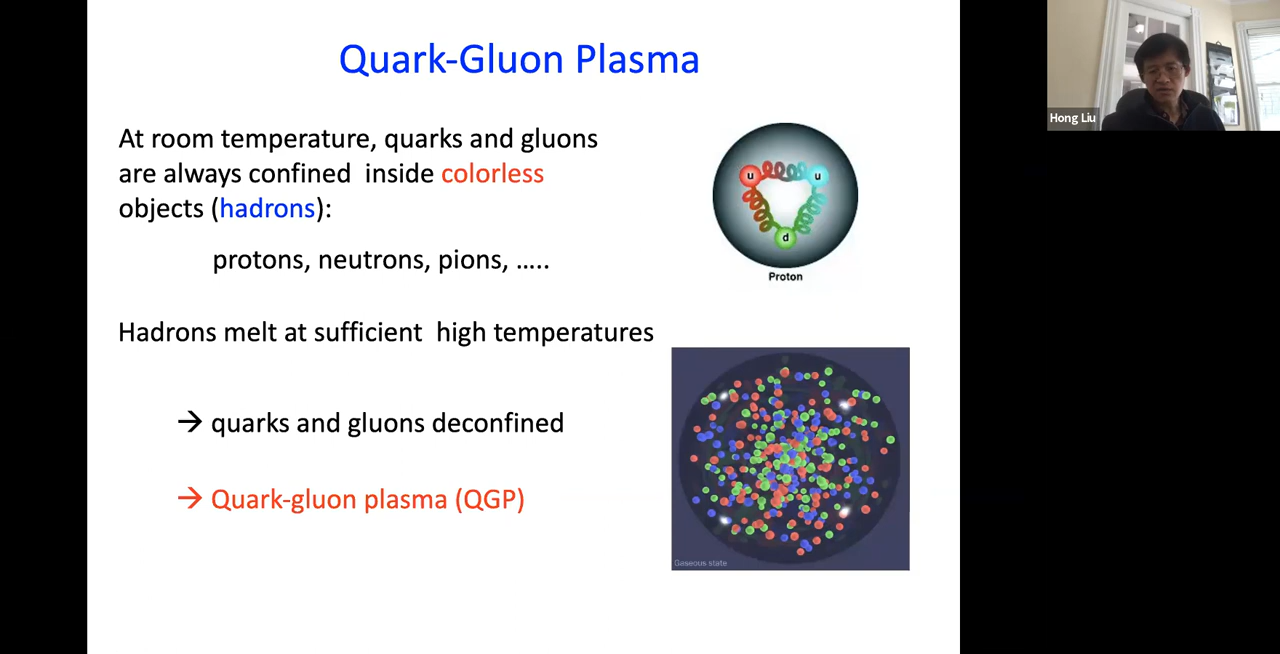 Quark-Gluon Plasma
At room temperature, quarks and gluons
are always confined inside colorless
objects (hadrons):
protons, neutrons, pions, .....
u
u
d
Proton
Hadrons melt at sufficient high temperatures
→ quarks and gluons deconfined
→ Quark-gluon plasma (QGP)
Gaseous state
Hong Liu